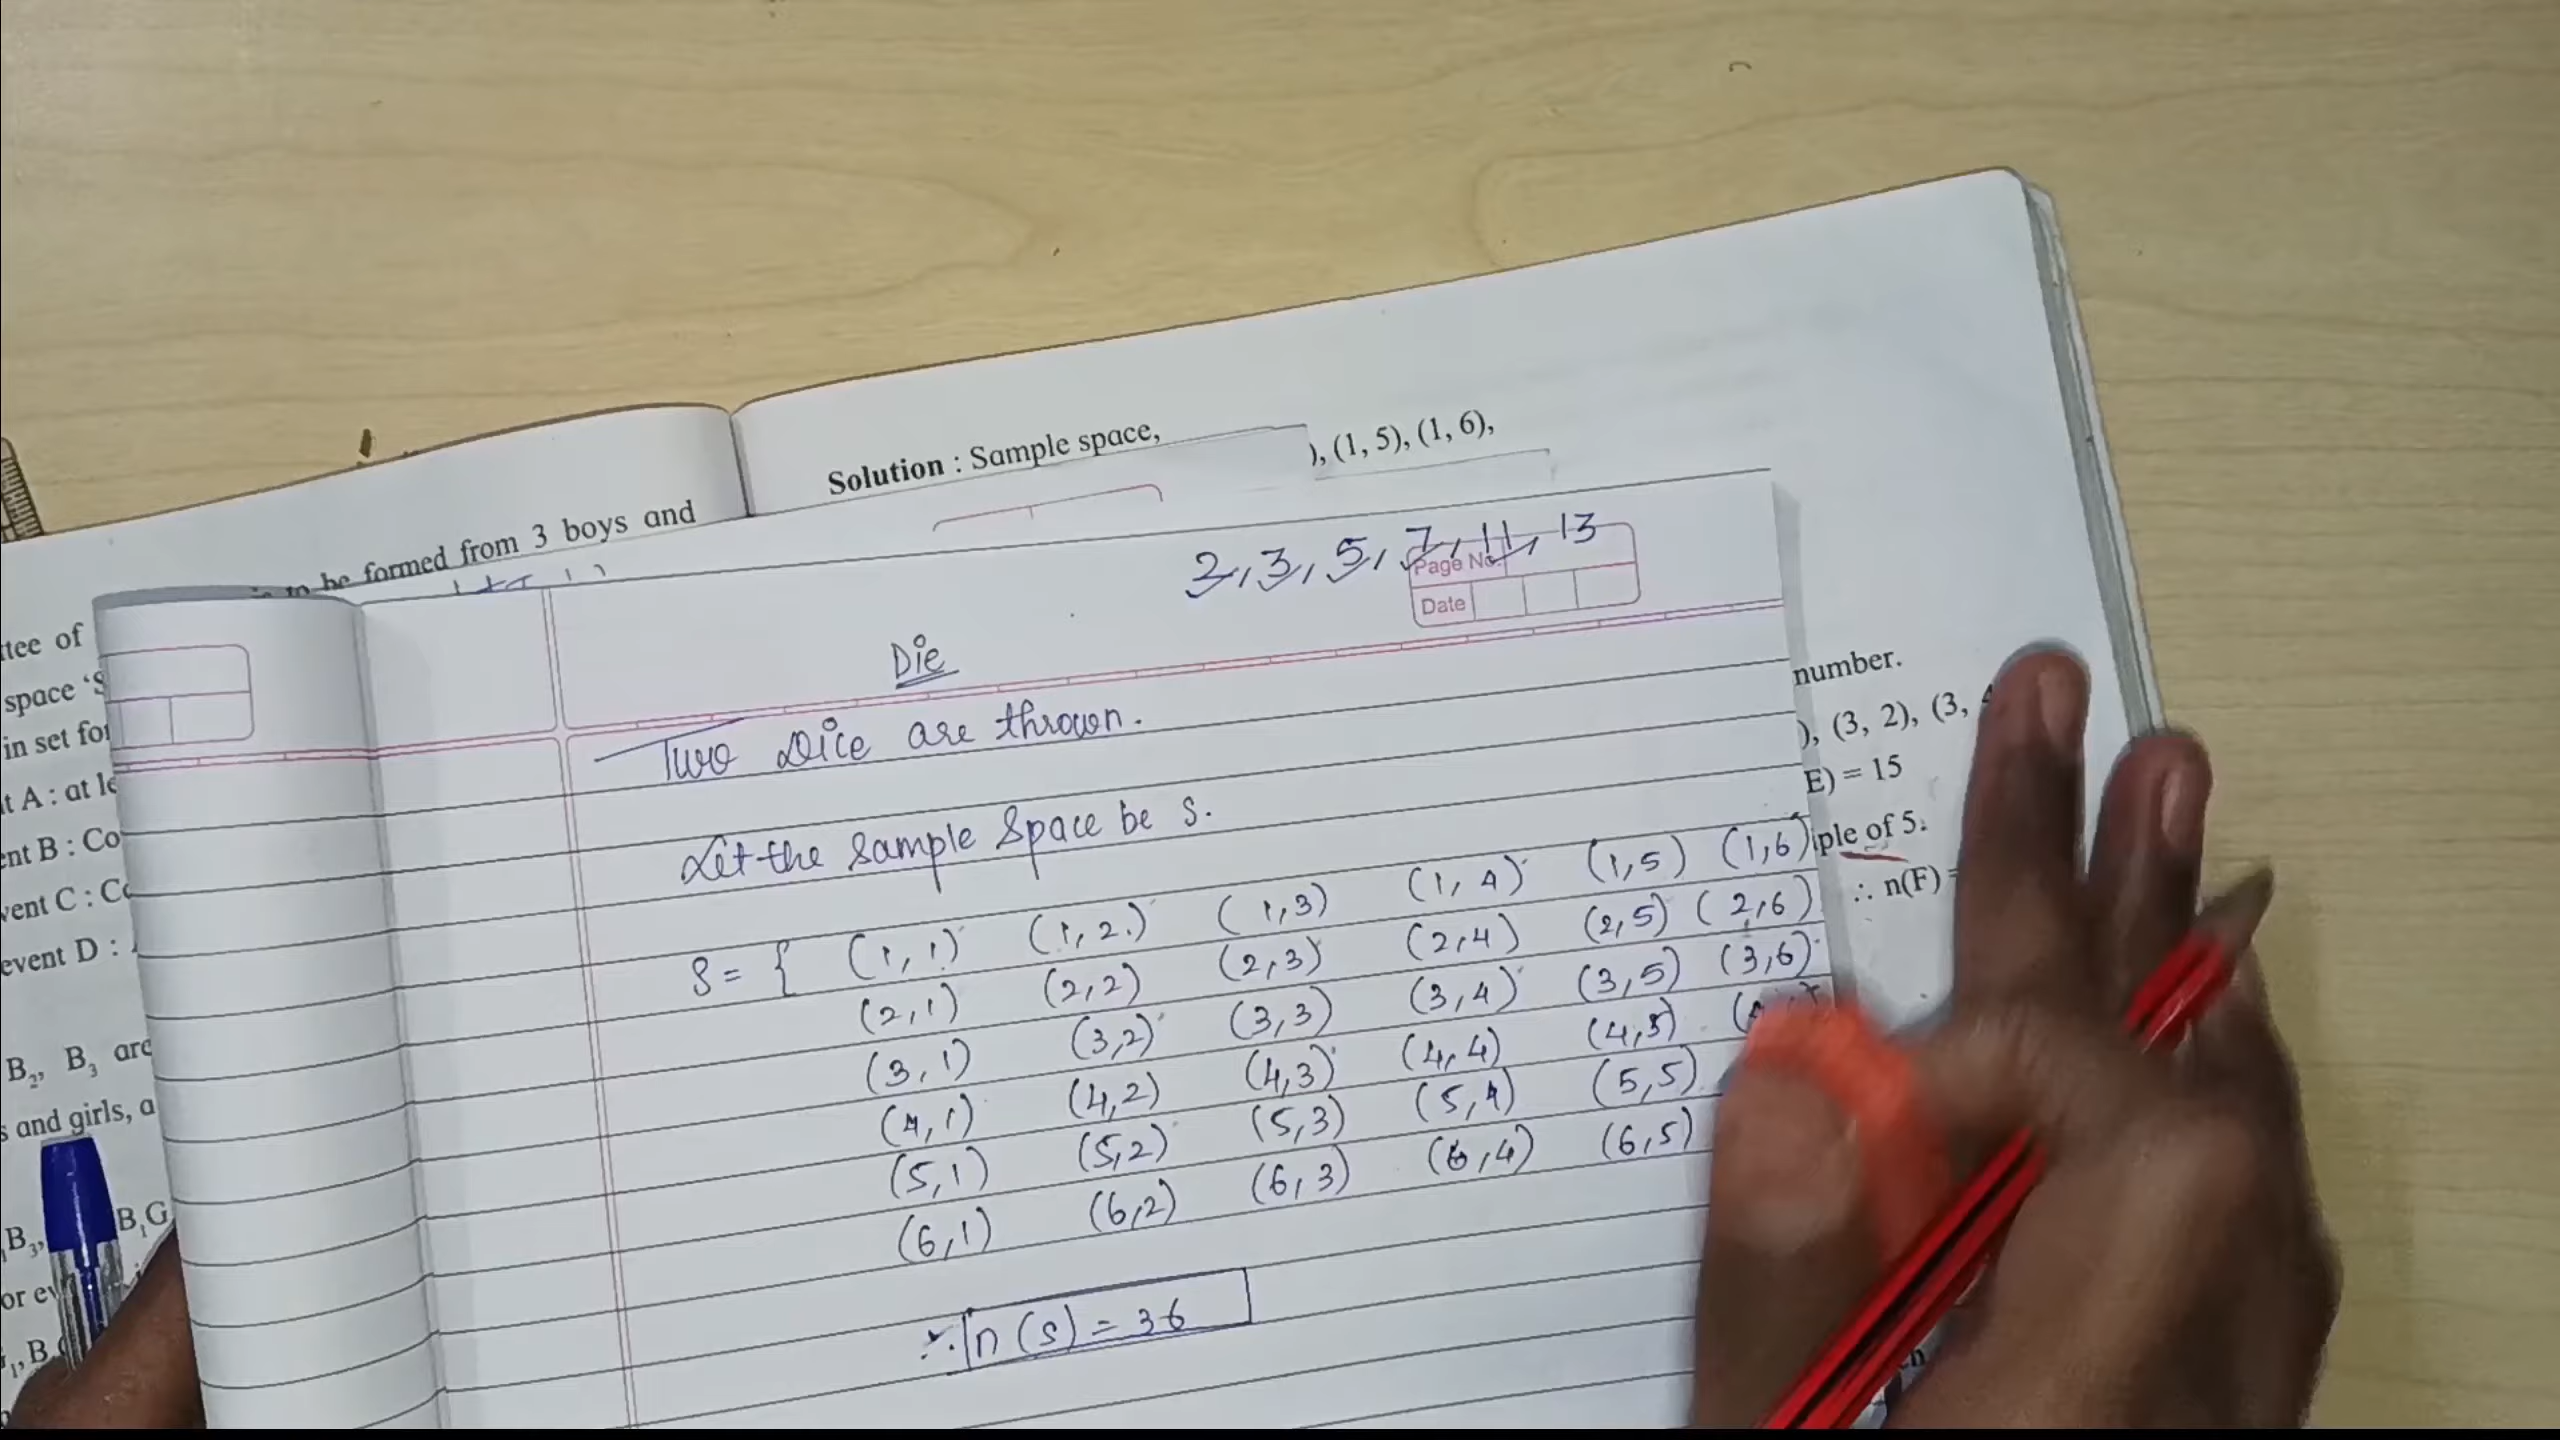 Solution : Sample space,
), (1, 5), (1, 6),
to be formed from 3 boys and
2, 3, 5, 7, 11, 13
Page No.
Date
Die
Two Dice are thrown.
Let the Sample Space be S.
S = { (1, 1) (1, 2) (1, 3) (1, 4) (1, 5) (1, 6)
(2, 1) (2, 2) (2, 3) (2, 4) (2, 5) (2, 6)
(3, 1) (3, 2) (3, 3) (3, 4) (3, 5) (3, 6)
(4, 1) (4, 2) (4, 3) (4, 4) (4, 5)
(5, 1) (5, 2) (5, 3) (5, 4) (5, 5)
(6, 1) (6, 2) (6, 3) (6, 4) (6, 5)
∴ n (S) = 36
number.
), (3, 2), (3, 4
E) = 15
ple of 5.
∴ n(F) =
ttee of
space ‘S
in set for
t A : at le
ent B : Co
vent C : Co
event D :
B₂, B₃ are
s and girls, a
B₃, B₁G
or ev